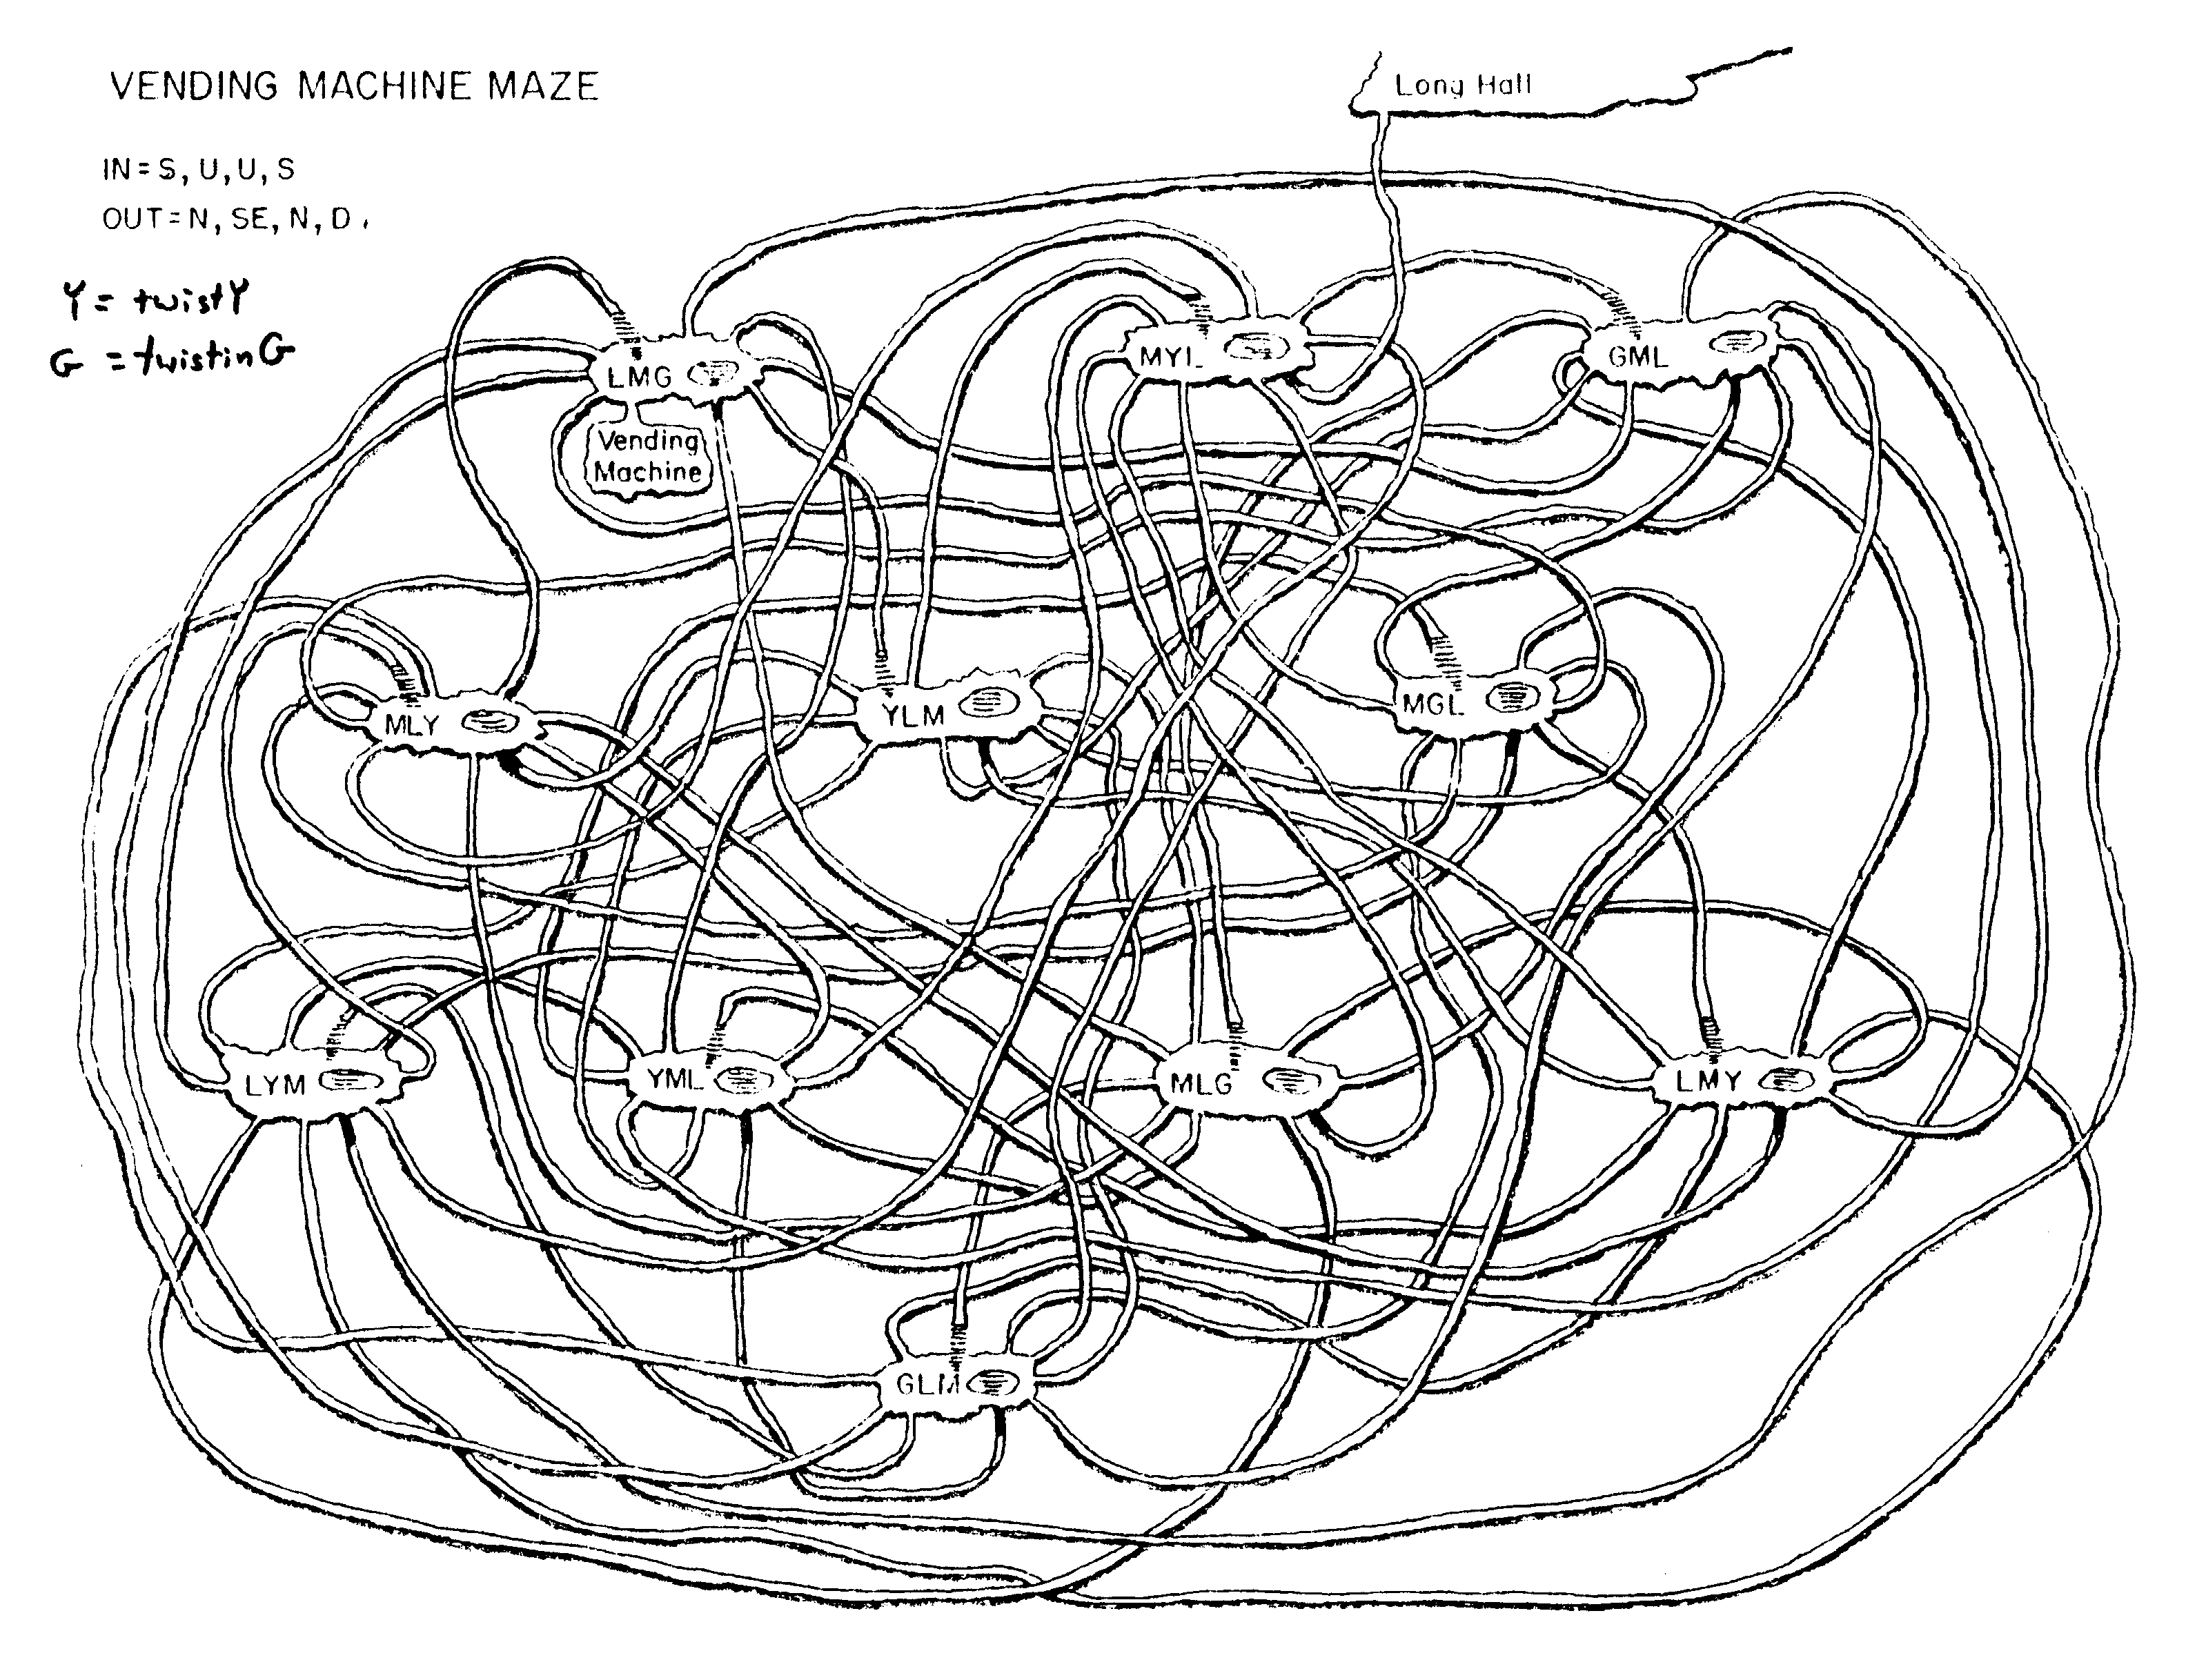 VENDING MACHINE MAZE
Long Hall
IN = S, U, U, S
OUT = N, SE, N, D.
Y = twistY
G = twistinG
LMG
MYL
GML
Vending
Machine
MLY
YLM
MGL
LYM
YML
MLG
LMY
GLM